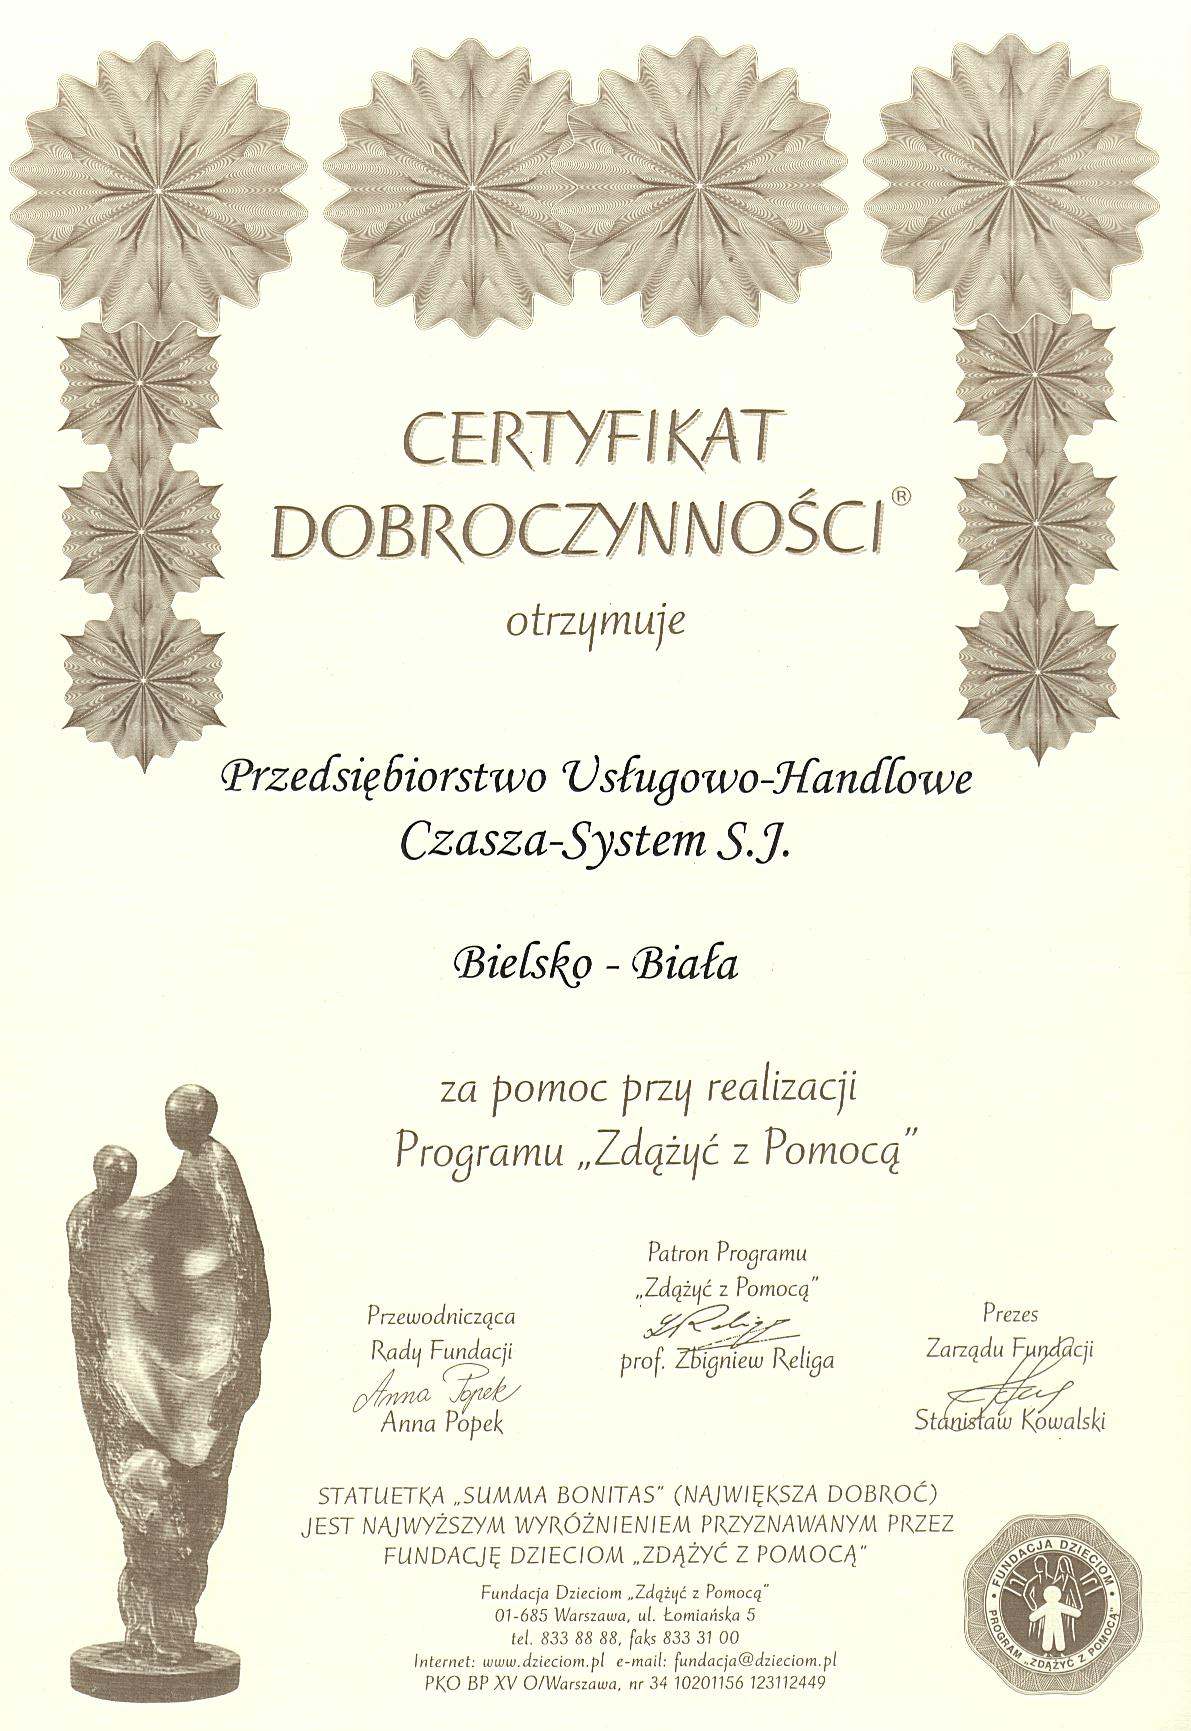 CERTYFIKAT
DOBROCZYNNOŚCI®
otrzymuje
Przedsiębiorstwo Usługowo-Handlowe
Czasza-System S.J.
Bielsko - Biała
za pomoc przy realizacji
Programu „Zdążyć z Pomocą”
Patron Programu
„Zdążyć z Pomocą”
prof. Zbigniew Religa
Przewodnicząca
Rady Fundacji
Anna Popek
Anna Popek
Prezes
Zarządu Fundacji
Stanisław Kowalski
STATUETKA „SUMMA BONITAS” (NAJWIĘKSZA DOBROĆ)
JEST NAJWYŻSZYM WYRÓŻNIENIEM PRZYZNAWANYM PRZEZ
FUNDACJĘ DZIECIOM „ZDĄŻYĆ Z POMOCĄ”
Fundacja Dzieciom „Zdążyć z Pomocą”
01-685 Warszawa, ul. Łomiańska 5
tel. 833 88 88, faks 833 31 00
Internet: www.dzieciom.pl e-mail: fundacja@dzieciom.pl
PKO BP XV O/Warszawa, nr 34 10201156 123112449
• FUNDACJA DZIECIOM •
PROGRAM „ZDĄŻYĆ Z POMOCĄ”